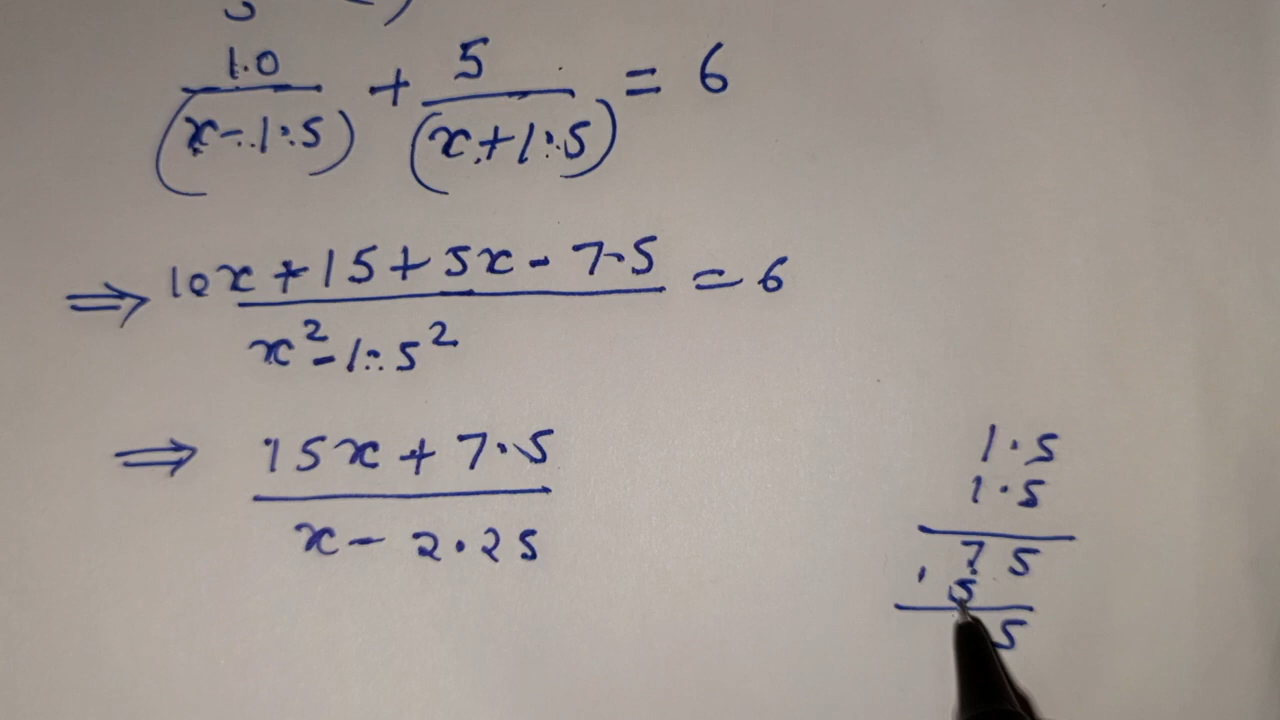 10/(x-1.5) + 5/(x+1.5) = 6
⇒ (10x+15+5x-7.5)/(x²-1.5²) = 6
⇒ (15x+7.5)/(x-2.25)
1.5
1.5
75
15
5